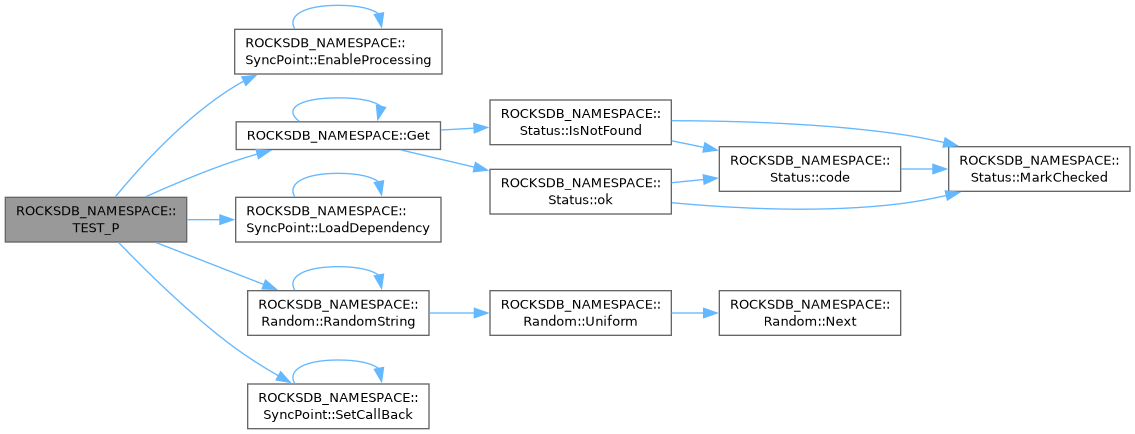 ROCKSDB_NAMESPACE::
TEST_P
ROCKSDB_NAMESPACE::
SyncPoint::EnableProcessing
ROCKSDB_NAMESPACE::Get
ROCKSDB_NAMESPACE::
Status::IsNotFound
ROCKSDB_NAMESPACE::
Status::code
ROCKSDB_NAMESPACE::
Status::MarkChecked
ROCKSDB_NAMESPACE::
Status::ok
ROCKSDB_NAMESPACE::
SyncPoint::LoadDependency
ROCKSDB_NAMESPACE::
Random::RandomString
ROCKSDB_NAMESPACE::
Random::Uniform
ROCKSDB_NAMESPACE::
Random::Next
ROCKSDB_NAMESPACE::
SyncPoint::SetCallBack